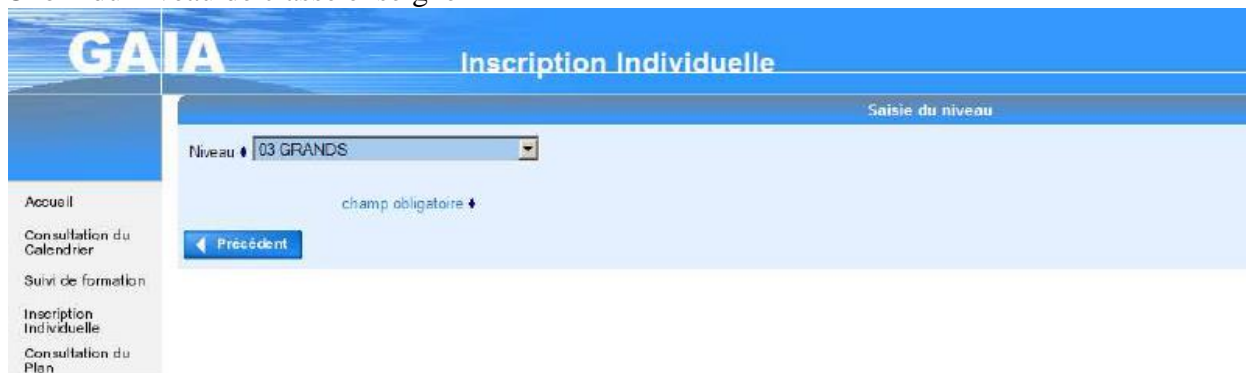 GAIA
Inscription Individuelle
Saisie du niveau
Niveau 03 GRANDS
champ obligatoire
Précédent
Accueil
Consultation du
Calendrier
Suivi de formation
Inscription
Individuelle
Consultation du
Plan